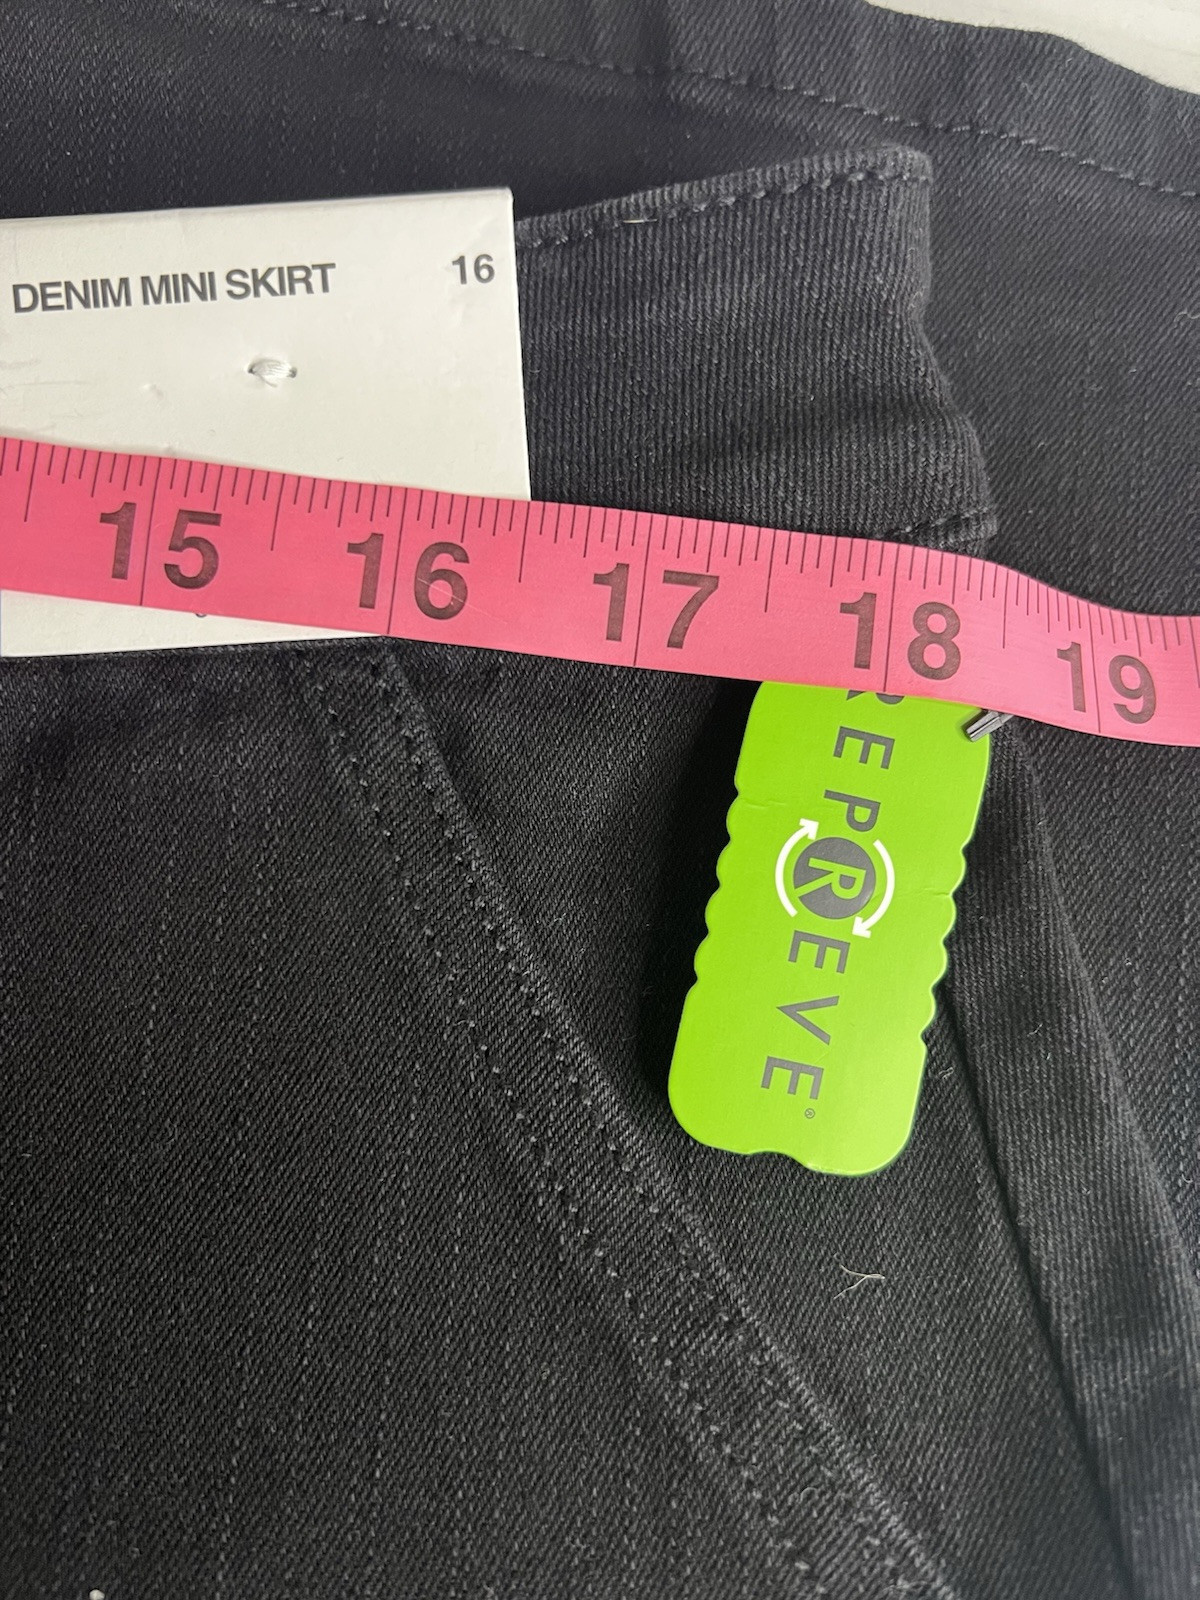 DENIM MINI SKIRT 16
15 16 17 18 19
REPREVE®